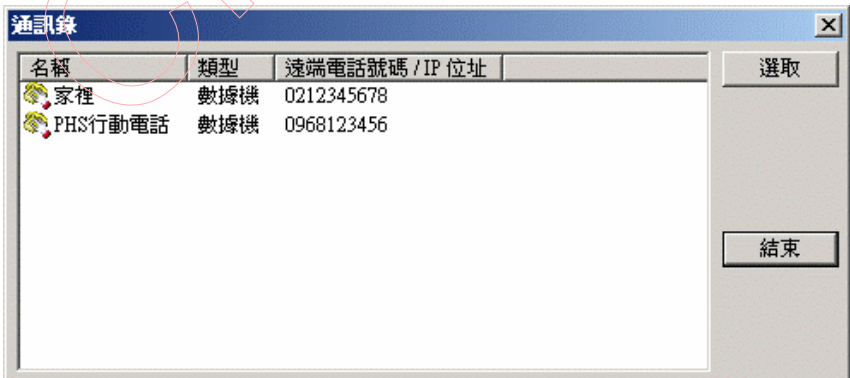 通訊錄
名稱 類型 遠端電話號碼 / IP 位址 選取
家裡 數據機 0212345678
PHS行動電話 數據機 0968123456
結束